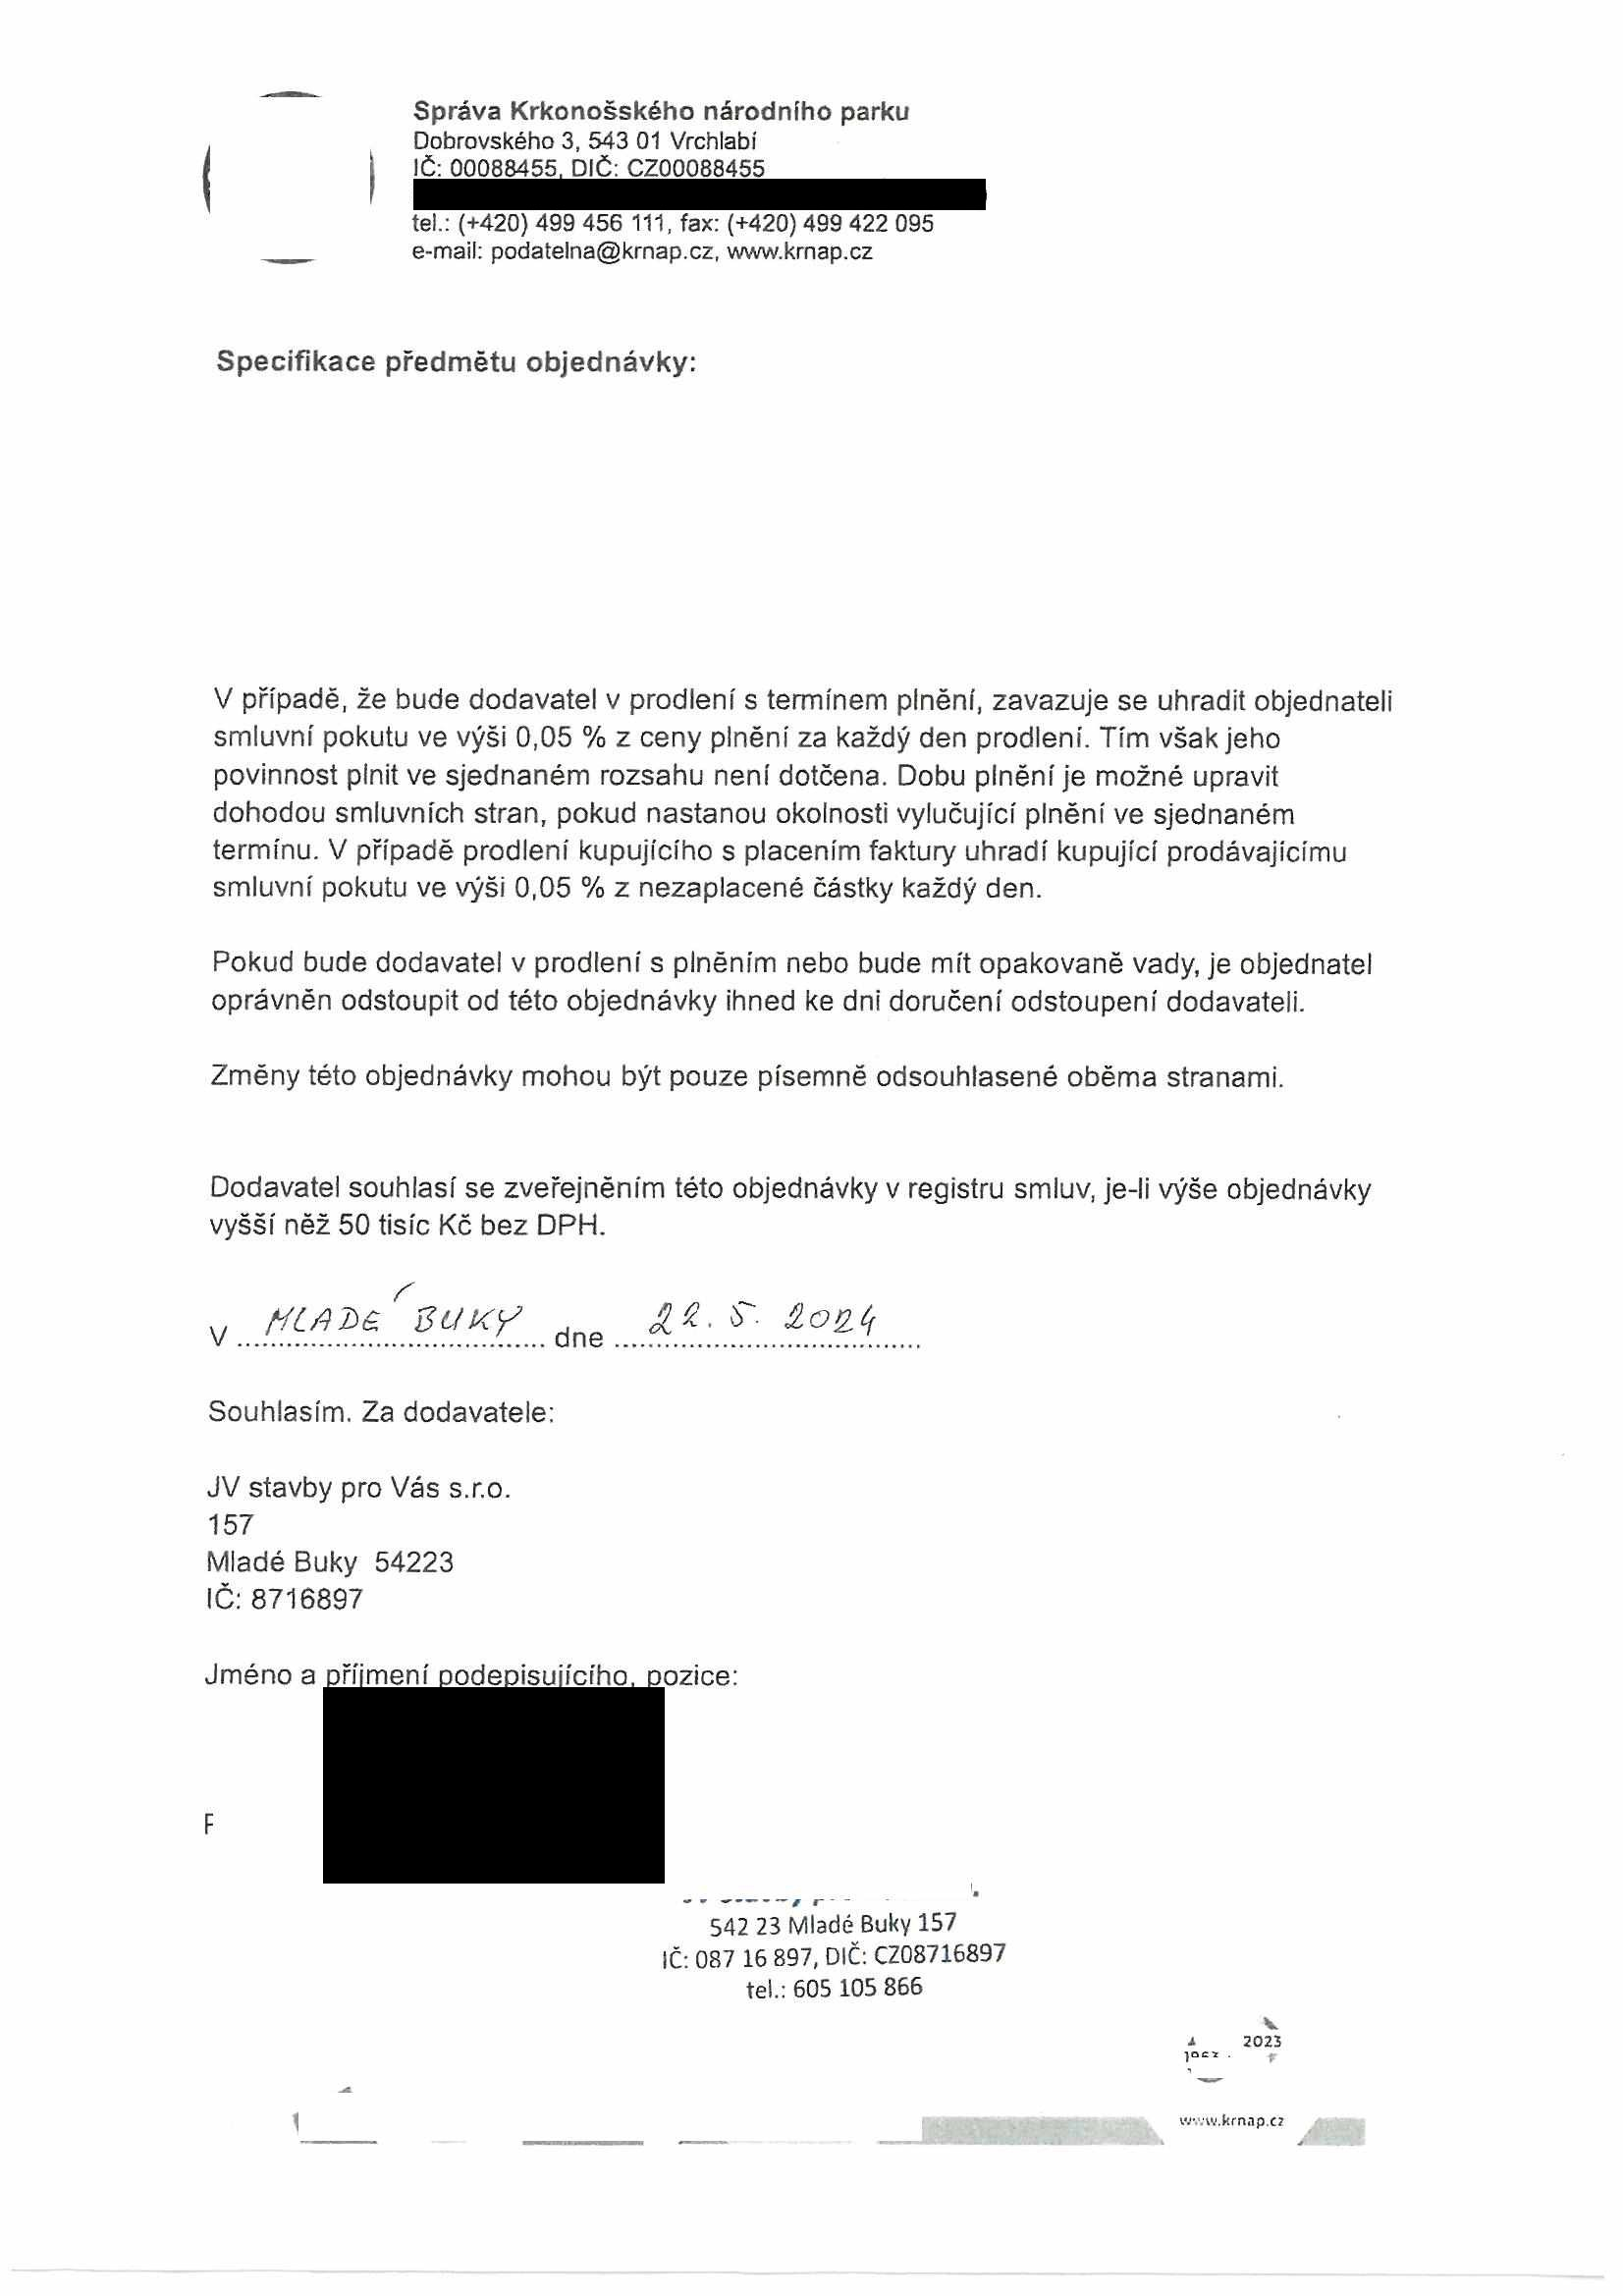 Správa Krkonošského národního parku
Dobrovského 3, 543 01 Vrchlabí
IČ: 00088455, DIČ: CZ00088455
tel.: (+420) 499 456 111, fax: (+420) 499 422 095
e-mail: podatelna@krnap.cz, www.krnap.cz
Specifikace předmětu objednávky:
V případě, že bude dodavatel v prodlení s termínem plnění, zavazuje se uhradit objednateli
smluvní pokutu ve výši 0,05 % z ceny plnění za každý den prodlení. Tím však jeho
povinnost plnit ve sjednaném rozsahu není dotčena. Dobu plnění je možné upravit
dohodou smluvních stran, pokud nastanou okolnosti vylučující plnění ve sjednaném
termínu. V případě prodlení kupujícího s placením faktury uhradí kupující prodávajícímu
smluvní pokutu ve výši 0,05 % z nezaplacené částky každý den.
Pokud bude dodavatel v prodlení s plněním nebo bude mít opakovaně vady, je objednatel
oprávněn odstoupit od této objednávky ihned ke dni doručení odstoupení dodavateli.
Změny této objednávky mohou být pouze písemně odsouhlasené oběma stranami.
Dodavatel souhlasí se zveřejněním této objednávky v registru smluv, je-li výše objednávky
vyšší něž 50 tisíc Kč bez DPH.
V MLADÉ BUKY dne 22. 5. 2024
Souhlasím. Za dodavatele:
JV stavby pro Vás s.r.o.
157
Mladé Buky 54223
IČ: 8716897
Jméno a příjmení podepisujícího, pozice:
542 23 Mladé Buky 157
IČ: 087 16 897, DIČ: CZ08716897
tel.: 605 105 866
2023
www.krnap.cz